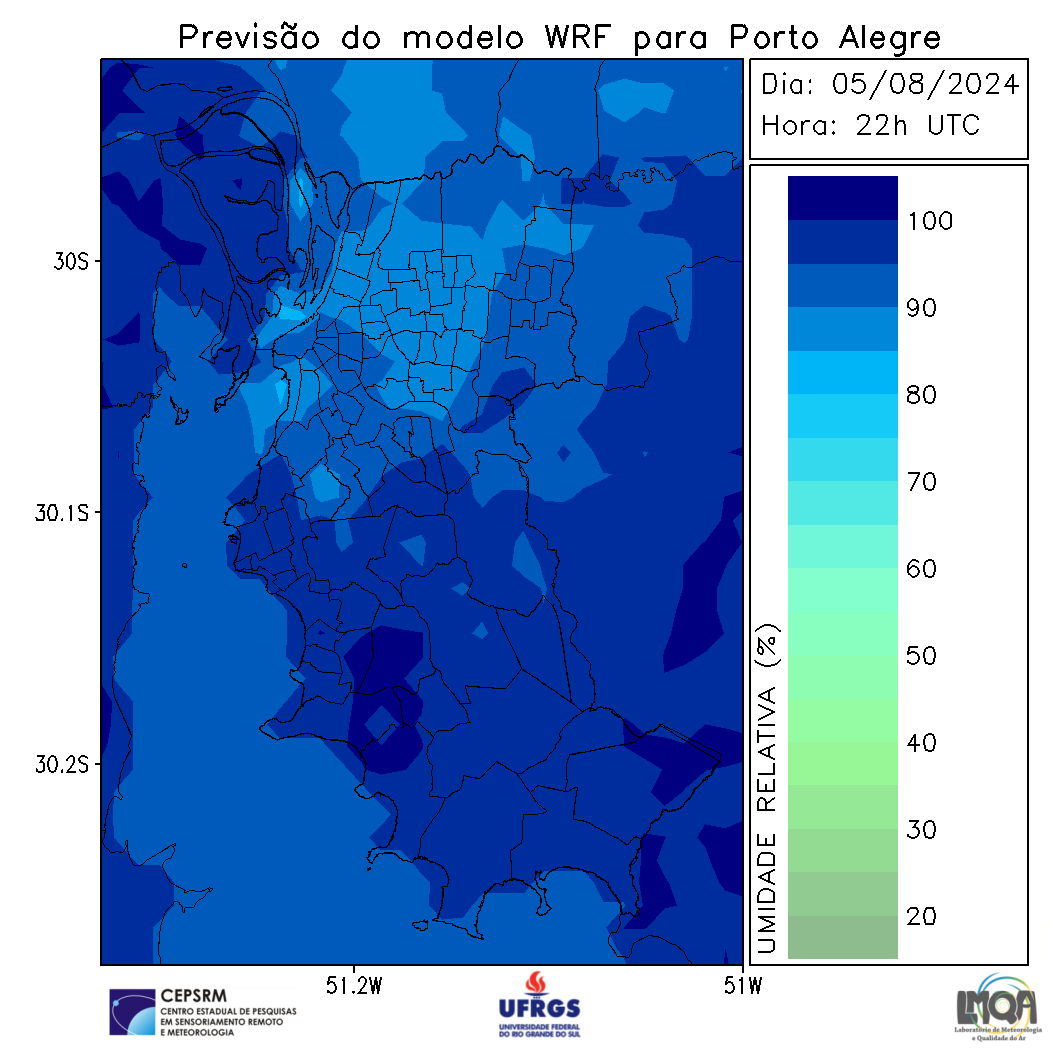 Previsão do modelo WRF para Porto Alegre
Dia: 05/08/2024
Hora: 22h UTC
30S
30.1S
30.2S
51.2W
51W
100
90
80
70
60
50
40
30
20
UMIDADE RELATIVA (%)
CEPSRM
CENTRO ESTADUAL DE PESQUISAS
EM SENSORIAMENTO REMOTO
E METEOROLOGIA
UFRGS
UNIVERSIDADE FEDERAL
DO RIO GRANDE DO SUL
LMQA
Laboratório de Meteorologia
e Qualidade do Ar